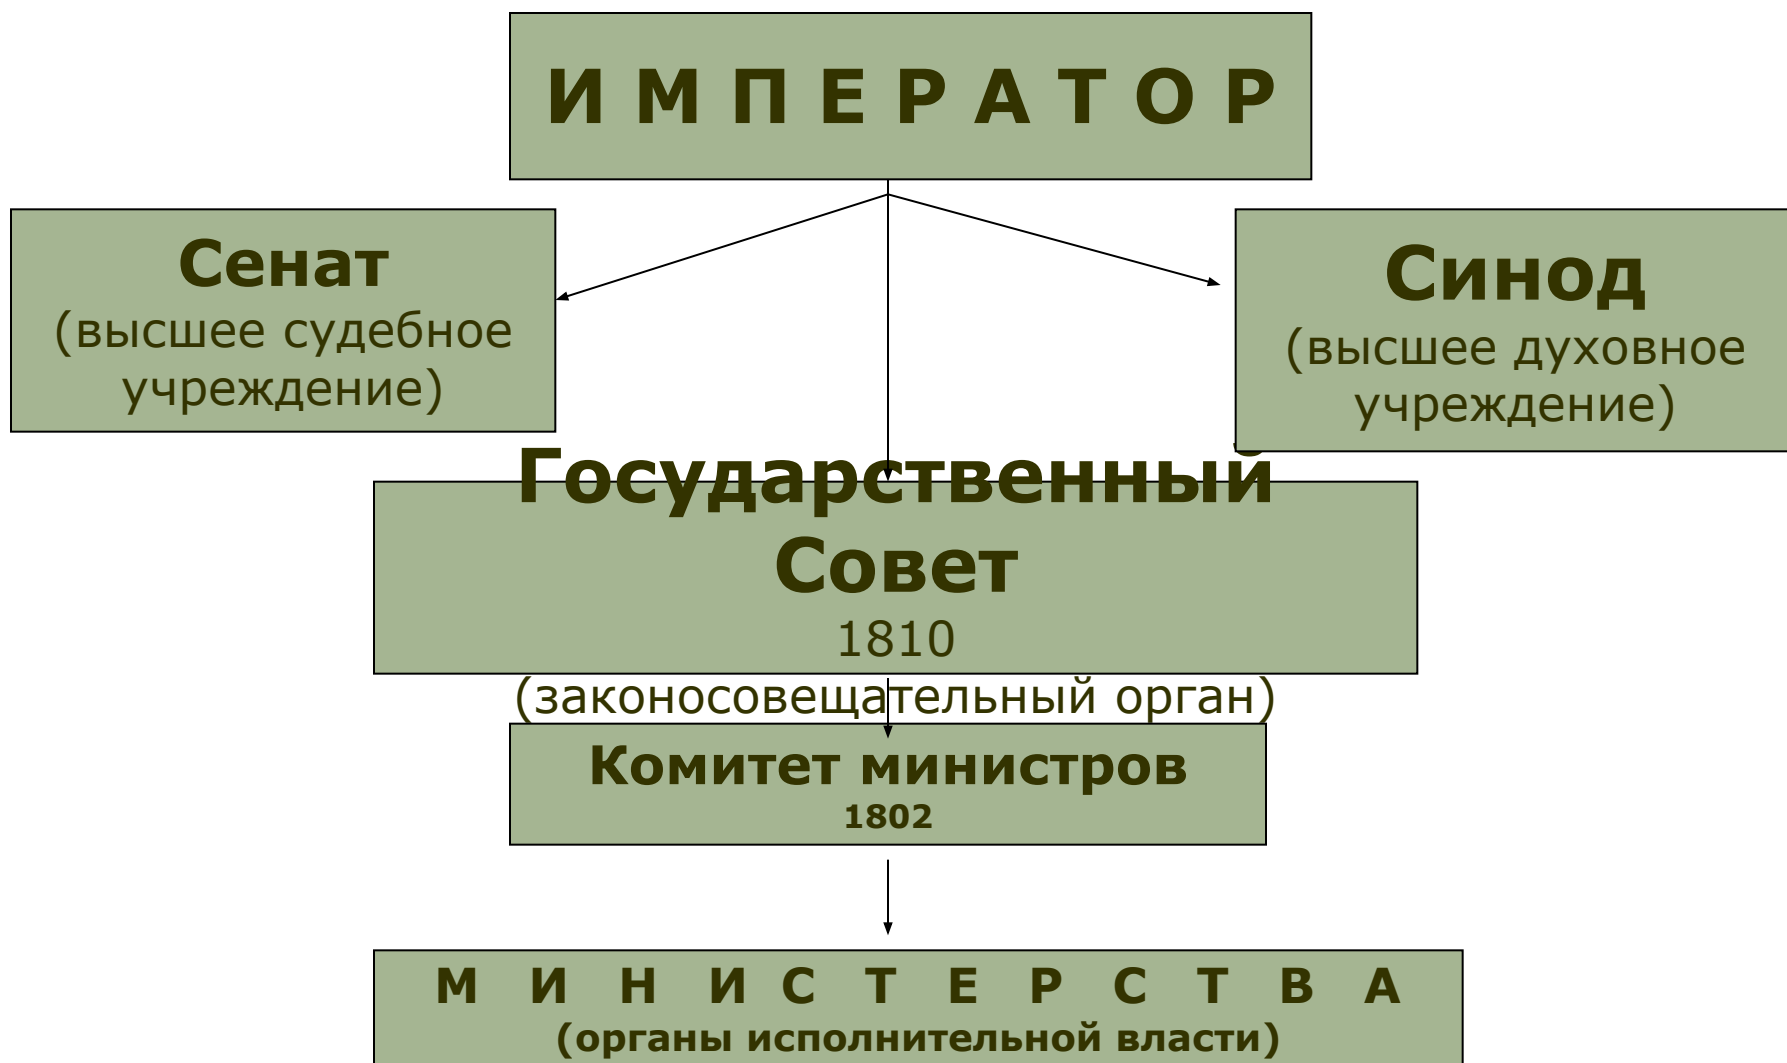 И М П Е Р А Т О Р
Сенат
(высшее судебное
учреждение)
Синод
(высшее духовное
учреждение)
Государственный
Совет
1810
(законосовещательный орган)
Комитет министров
1802
М И Н И С Т Е Р С Т В А
(органы исполнительной власти)